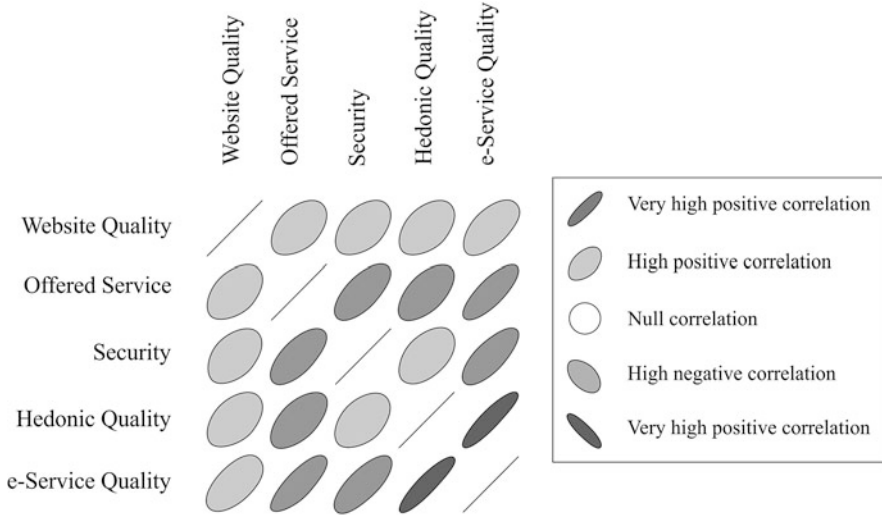 Website Quality
Offered Service
Security
Hedonic Quality
e-Service Quality
Website Quality
Offered Service
Security
Hedonic Quality
e-Service Quality
Very high positive correlation
High positive correlation
Null correlation
High negative correlation
Very high positive correlation